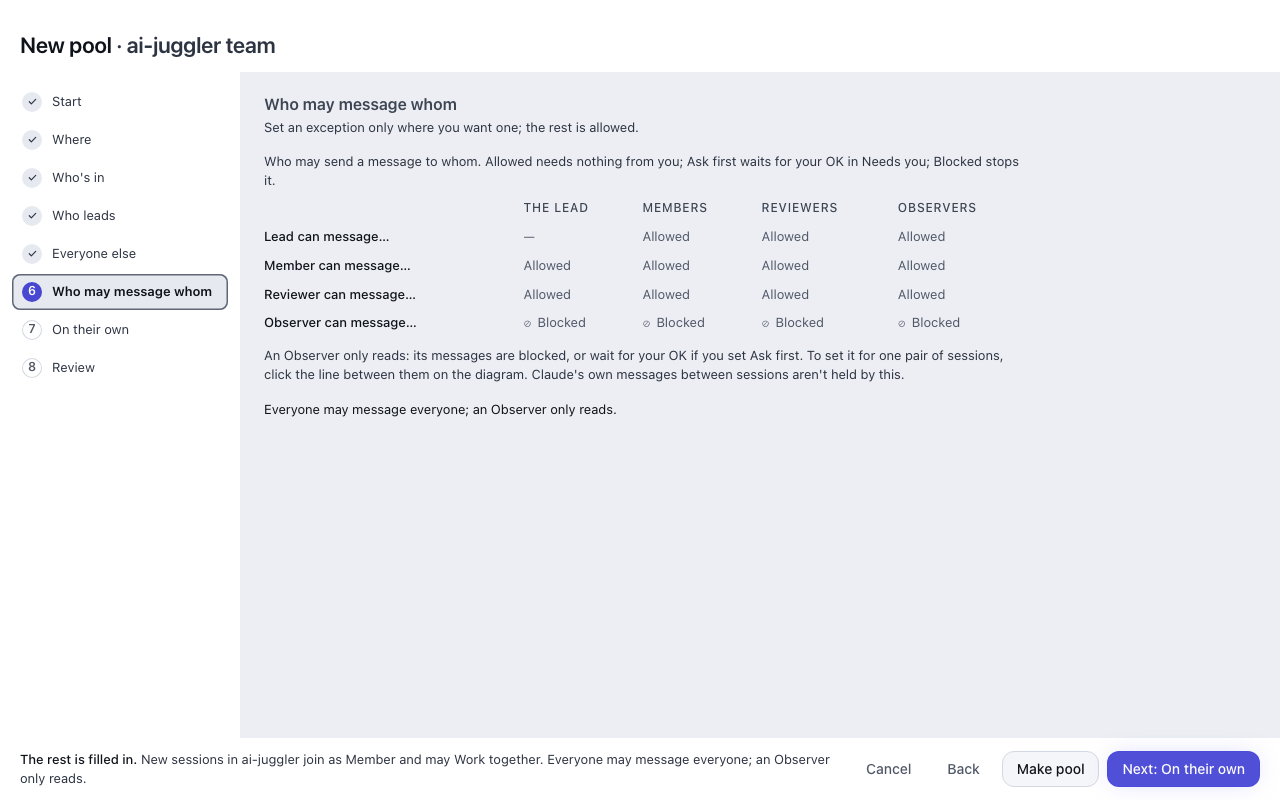 New pool · ai-juggler team
Start
Where
Who's in
Who leads
Everyone else
6 Who may message whom
7 On their own
8 Review
Who may message whom
Set an exception only where you want one; the rest is allowed.
Who may send a message to whom. Allowed needs nothing from you; Ask first waits for your OK in Needs you; Blocked stops
it.
THE LEAD MEMBERS REVIEWERS OBSERVERS
Lead can message... — Allowed Allowed Allowed
Member can message... Allowed Allowed Allowed Allowed
Reviewer can message... Allowed Allowed Allowed Allowed
Observer can message... ⊘ Blocked ⊘ Blocked ⊘ Blocked ⊘ Blocked
An Observer only reads: its messages are blocked, or wait for your OK if you set Ask first. To set it for one pair of sessions,
click the line between them on the diagram. Claude's own messages between sessions aren't held by this.
Everyone may message everyone; an Observer only reads.
The rest is filled in. New sessions in ai-juggler join as Member and may Work together. Everyone may message everyone; an Observer
only reads.
Cancel Back Make pool Next: On their own